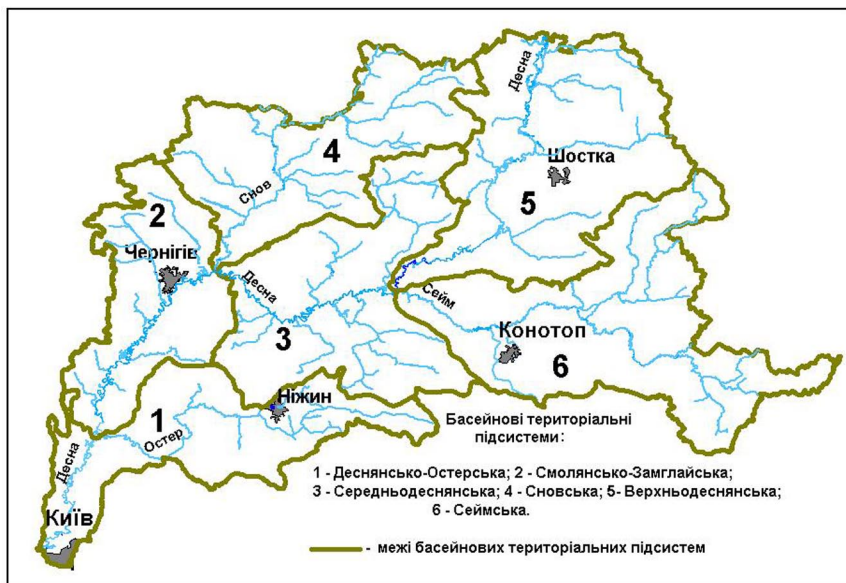 Десна
Шостка
4
Снов
5
2
Чернігів
Десна
Сейм
Конотоп
3
6
Ніжин
1
Остер
Десна
Київ
Басейнові територіальні
підсистеми:
1 - Деснянсько-Остерська; 2 - Смолянсько-Замглайська;
3 - Середньодеснянська; 4 - Сновська; 5- Верхньодеснянська;
6 - Сеймська.
- межі басейнових територіальних підсистем